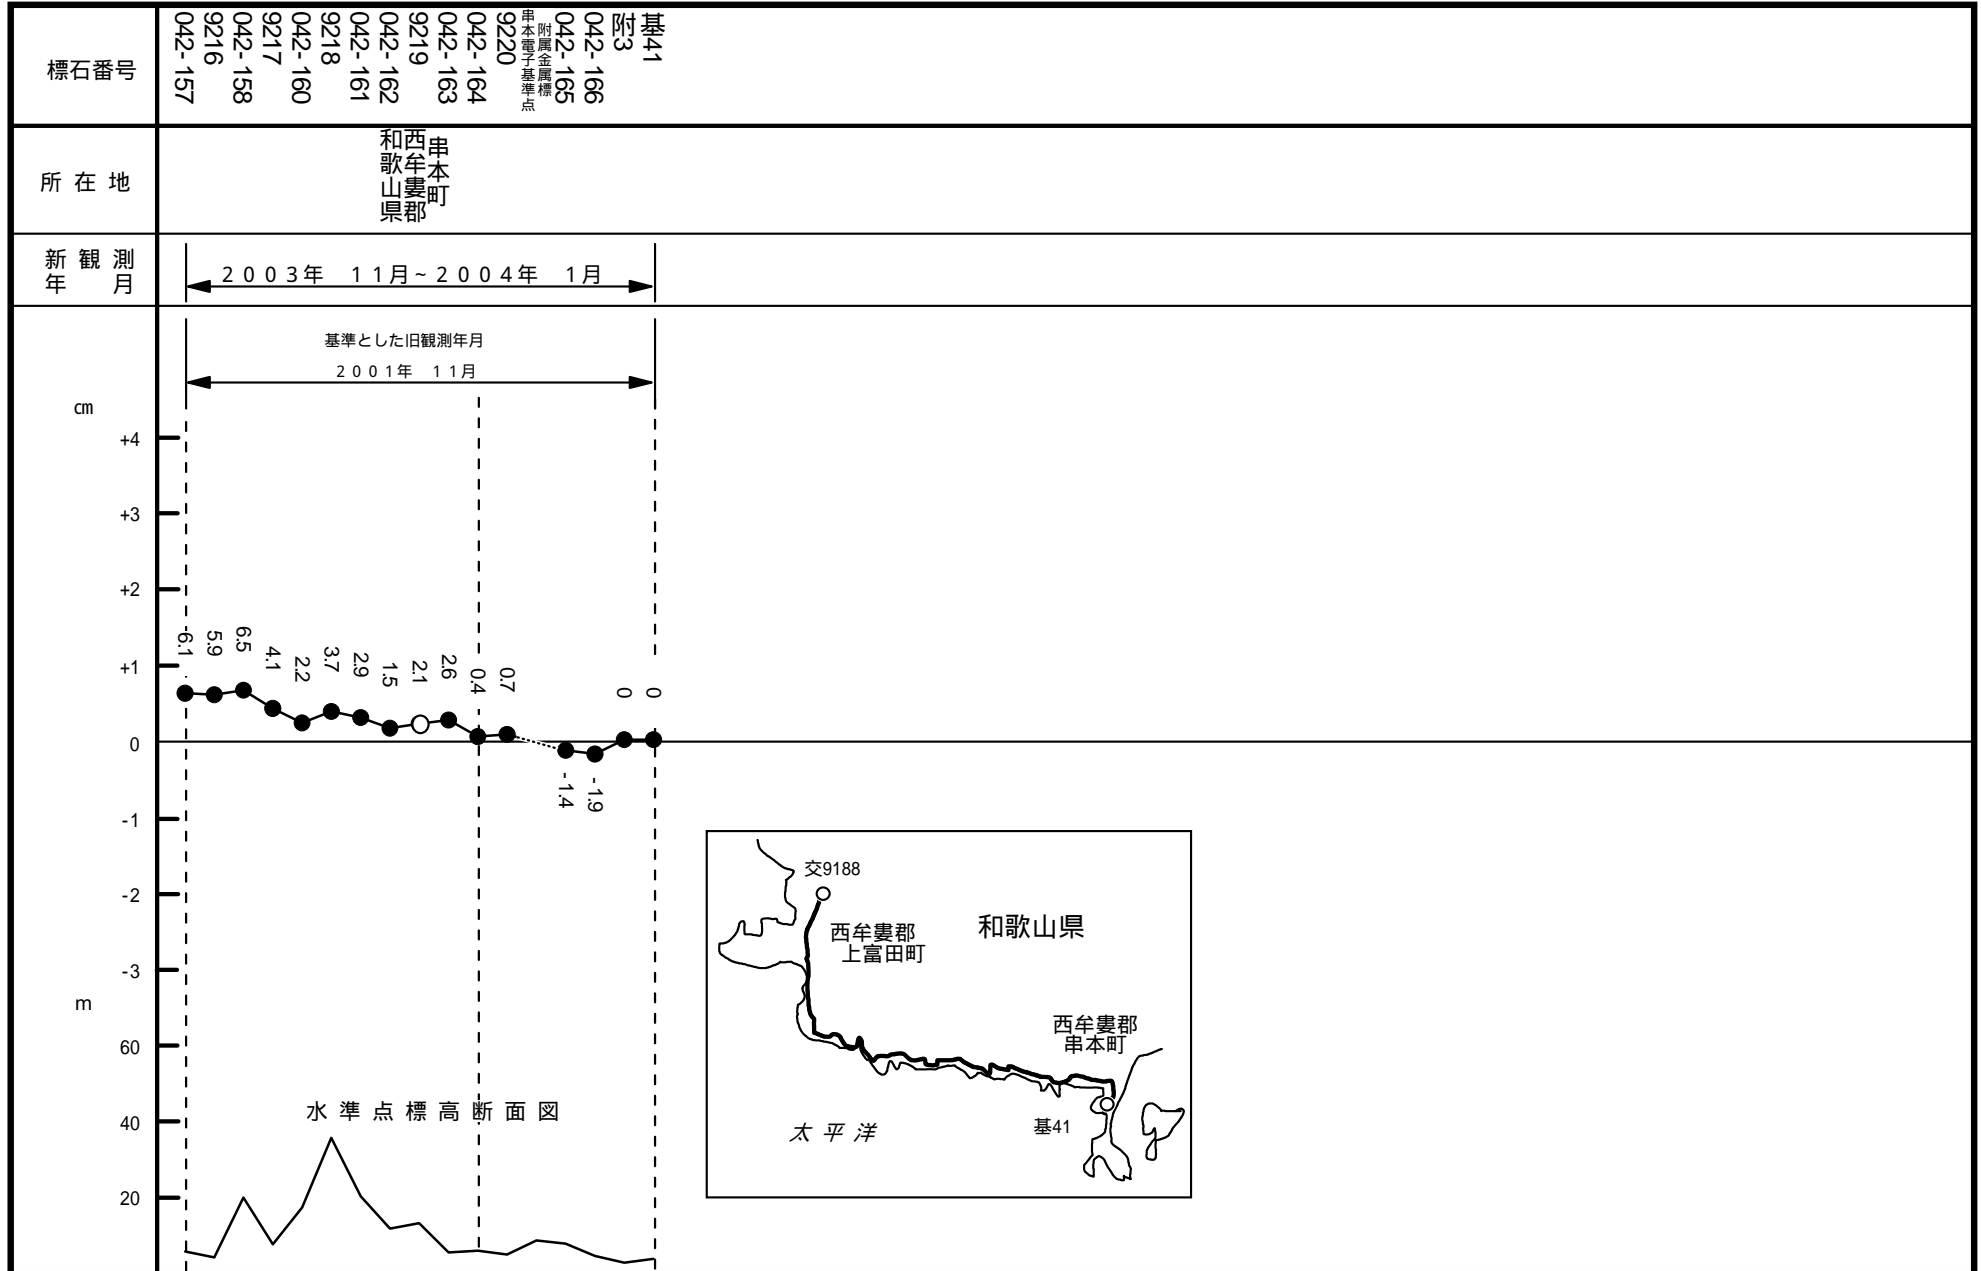 標石番号
042-157
9216
042-158
9217
042-160
9218
042-161
042-162
9219
042-163
042-164
9220
串本電子基準点
附属金属標
042-165
042-166
附3
基41
所在地
和歌山県
西牟婁郡
串本町
新観測
年 月
2003年 11月~2004年 1月
基準とした旧観測年月
2001年 11月
cm
+4
+3
+2
+1
0
-1
-2
-3
6.1
5.9
6.5
4.1
2.2
3.7
2.9
1.5
2.1
2.6
0.4
0.7
-1.4
-1.9
0
0
m
60
40
20
水準点標高断面図
交9188
西牟婁郡
上富田町
和歌山県
西牟婁郡
串本町
基41
太平洋